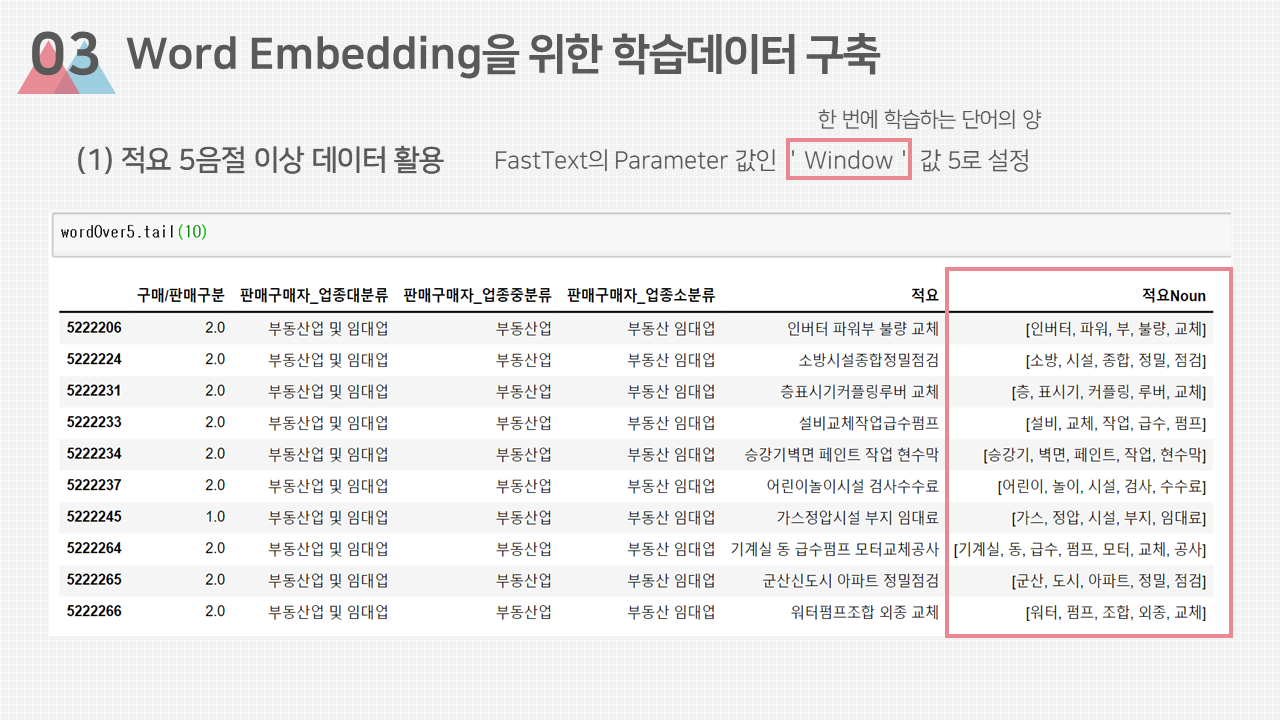 03 Word Embedding을 위한 학습데이터 구축
한 번에 학습하는 단어의 양
(1) 적요 5음절 이상 데이터 활용 FastText의 Parameter 값인 ' Window ' 값 5로 설정
wordOver5.tail(10)
구매/판매구분 판매구매자_업종대분류 판매구매자_업종중분류 판매구매자_업종소분류 적요 적요Noun
5222206 2.0 부동산업 및 임대업 부동산업 부동산 임대업 인버터 파워부 불량 교체 [인버터, 파워, 부, 불량, 교체]
5222224 2.0 부동산업 및 임대업 부동산업 부동산 임대업 소방시설종합정밀점검 [소방, 시설, 종합, 정밀, 점검]
5222231 2.0 부동산업 및 임대업 부동산업 부동산 임대업 층표시기커플링루버 교체 [층, 표시기, 커플링, 루버, 교체]
5222233 2.0 부동산업 및 임대업 부동산업 부동산 임대업 설비교체작업급수펌프 [설비, 교체, 작업, 급수, 펌프]
5222234 2.0 부동산업 및 임대업 부동산업 부동산 임대업 승강기벽면 페인트 작업 현수막 [승강기, 벽면, 페인트, 작업, 현수막]
5222237 2.0 부동산업 및 임대업 부동산업 부동산 임대업 어린이놀이시설 검사수수료 [어린이, 놀이, 시설, 검사, 수수료]
5222245 1.0 부동산업 및 임대업 부동산업 부동산 임대업 가스정압시설 부지 임대료 [가스, 정압, 시설, 부지, 임대료]
5222264 2.0 부동산업 및 임대업 부동산업 부동산 임대업 기계실 동 급수펌프 모터교체공사 [기계실, 동, 급수, 펌프, 모터, 교체, 공사]
5222265 2.0 부동산업 및 임대업 부동산업 부동산 임대업 군산신도시 아파트 정밀점검 [군산, 도시, 아파트, 정밀, 점검]
5222266 2.0 부동산업 및 임대업 부동산업 부동산 임대업 워터펌프조합 외종 교체 [워터, 펌프, 조합, 외종, 교체]